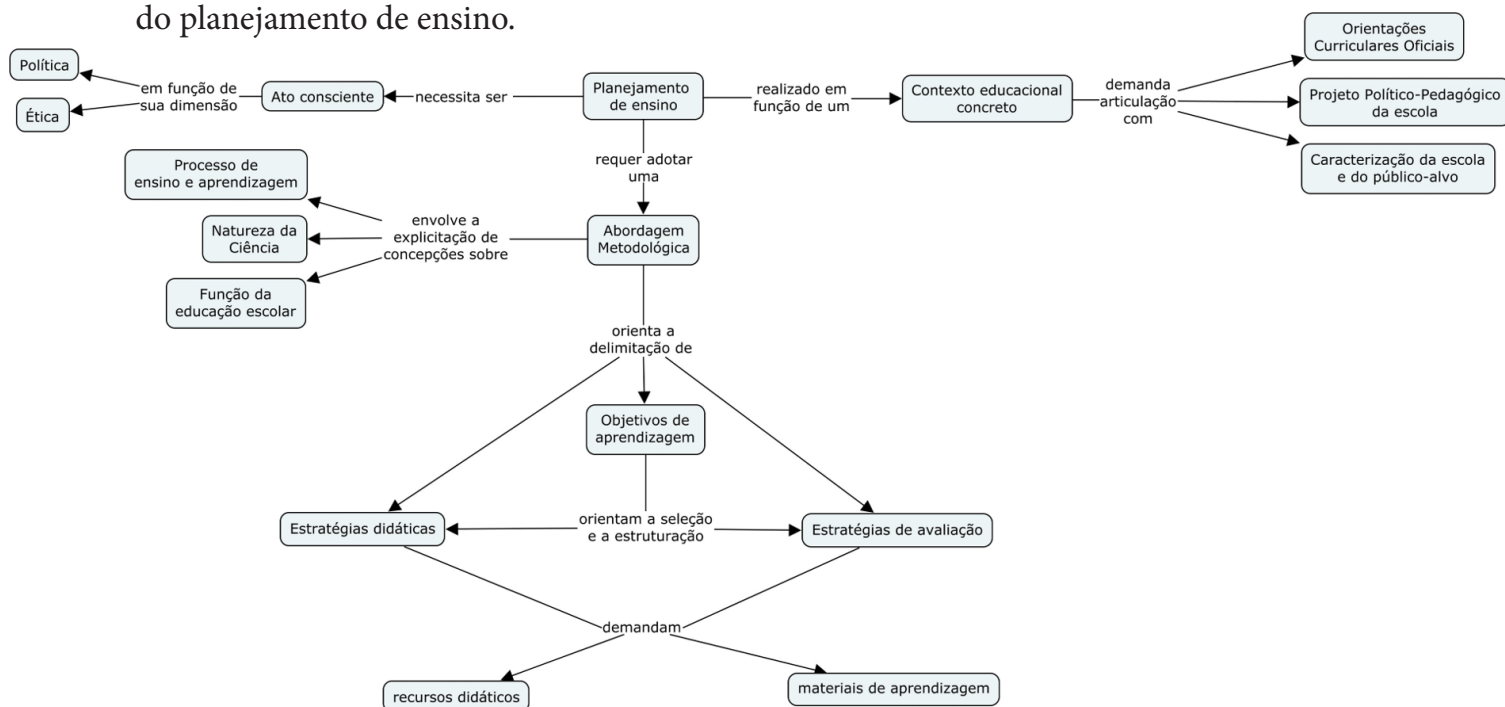 do planejamento de ensino.
Política
Ética
em função de
sua dimensão
Ato consciente
necessita ser
Planejamento
de ensino
realizado em
função de um
Contexto educacional
concreto
demanda
articulação
com
Orientações
Curriculares Oficiais
Projeto Político-Pedagógico
da escola
Caracterização da escola
e do público-alvo
requer adotar
uma
Processo de
ensino e aprendizagem
Natureza da
Ciência
Função da
educação escolar
envolve a
explicitação de
concepções sobre
Abordagem
Metodológica
orienta a
delimitação de
Objetivos de
aprendizagem
Estratégias didáticas
orientam a seleção
e a estruturação
Estratégias de avaliação
demandam
recursos didáticos
materiais de aprendizagem